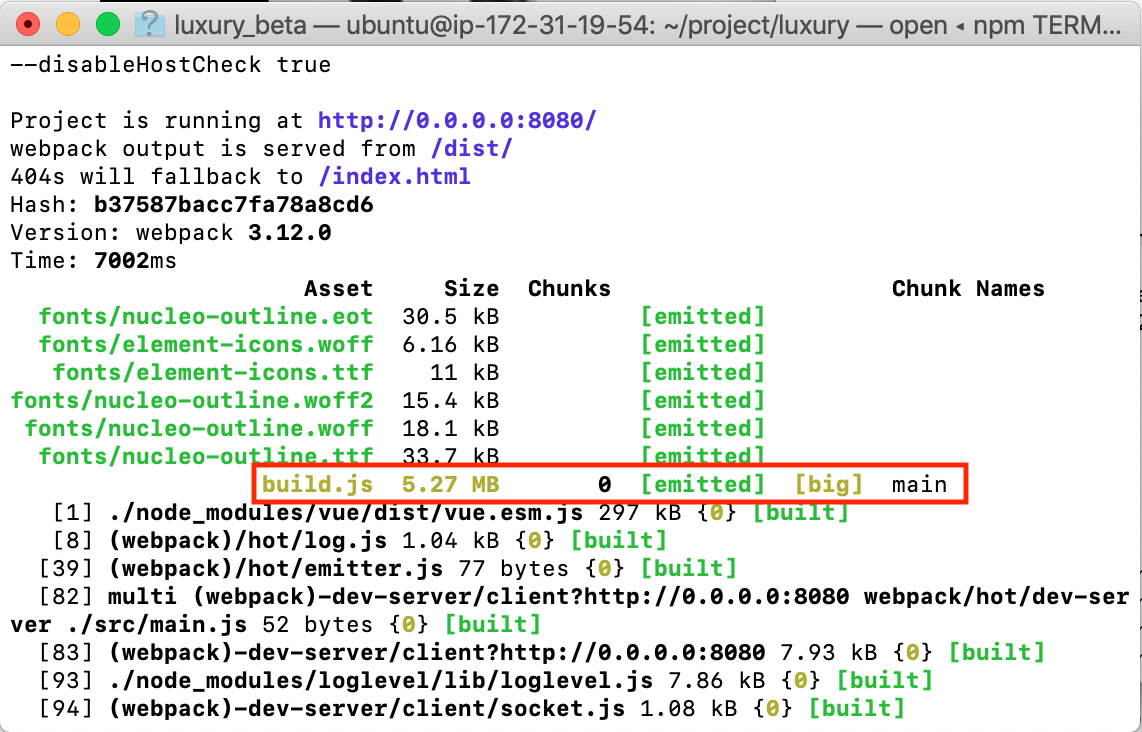 luxury_beta — ubuntu@ip-172-31-19-54: ~/project/luxury — open ◂ npm TERM...
--disableHostCheck true
Project is running at http://0.0.0.0:8080/
webpack output is served from /dist/
404s will fallback to /index.html
Hash: b37587bacc7fa78a8cd6
Version: webpack 3.12.0
Time: 7002ms
Asset Size Chunks Chunk Names
fonts/nucleo-outline.eot 30.5 kB [emitted]
fonts/element-icons.woff 6.16 kB [emitted]
fonts/element-icons.ttf 11 kB [emitted]
fonts/nucleo-outline.woff2 15.4 kB [emitted]
fonts/nucleo-outline.woff 18.1 kB [emitted]
fonts/nucleo-outline.ttf 33.7 kB [emitted]
build.js 5.27 MB 0 [emitted] [big] main
[1] ./node_modules/vue/dist/vue.esm.js 297 kB {0} [built]
[8] (webpack)/hot/log.js 1.04 kB {0} [built]
[39] (webpack)/hot/emitter.js 77 bytes {0} [built]
[82] multi (webpack)-dev-server/client?http://0.0.0.0:8080 webpack/hot/dev-ser
ver ./src/main.js 52 bytes {0} [built]
[83] (webpack)-dev-server/client?http://0.0.0.0:8080 7.93 kB {0} [built]
[93] ./node_modules/loglevel/lib/loglevel.js 7.86 kB {0} [built]
[94] (webpack)-dev-server/client/socket.js 1.08 kB {0} [built]